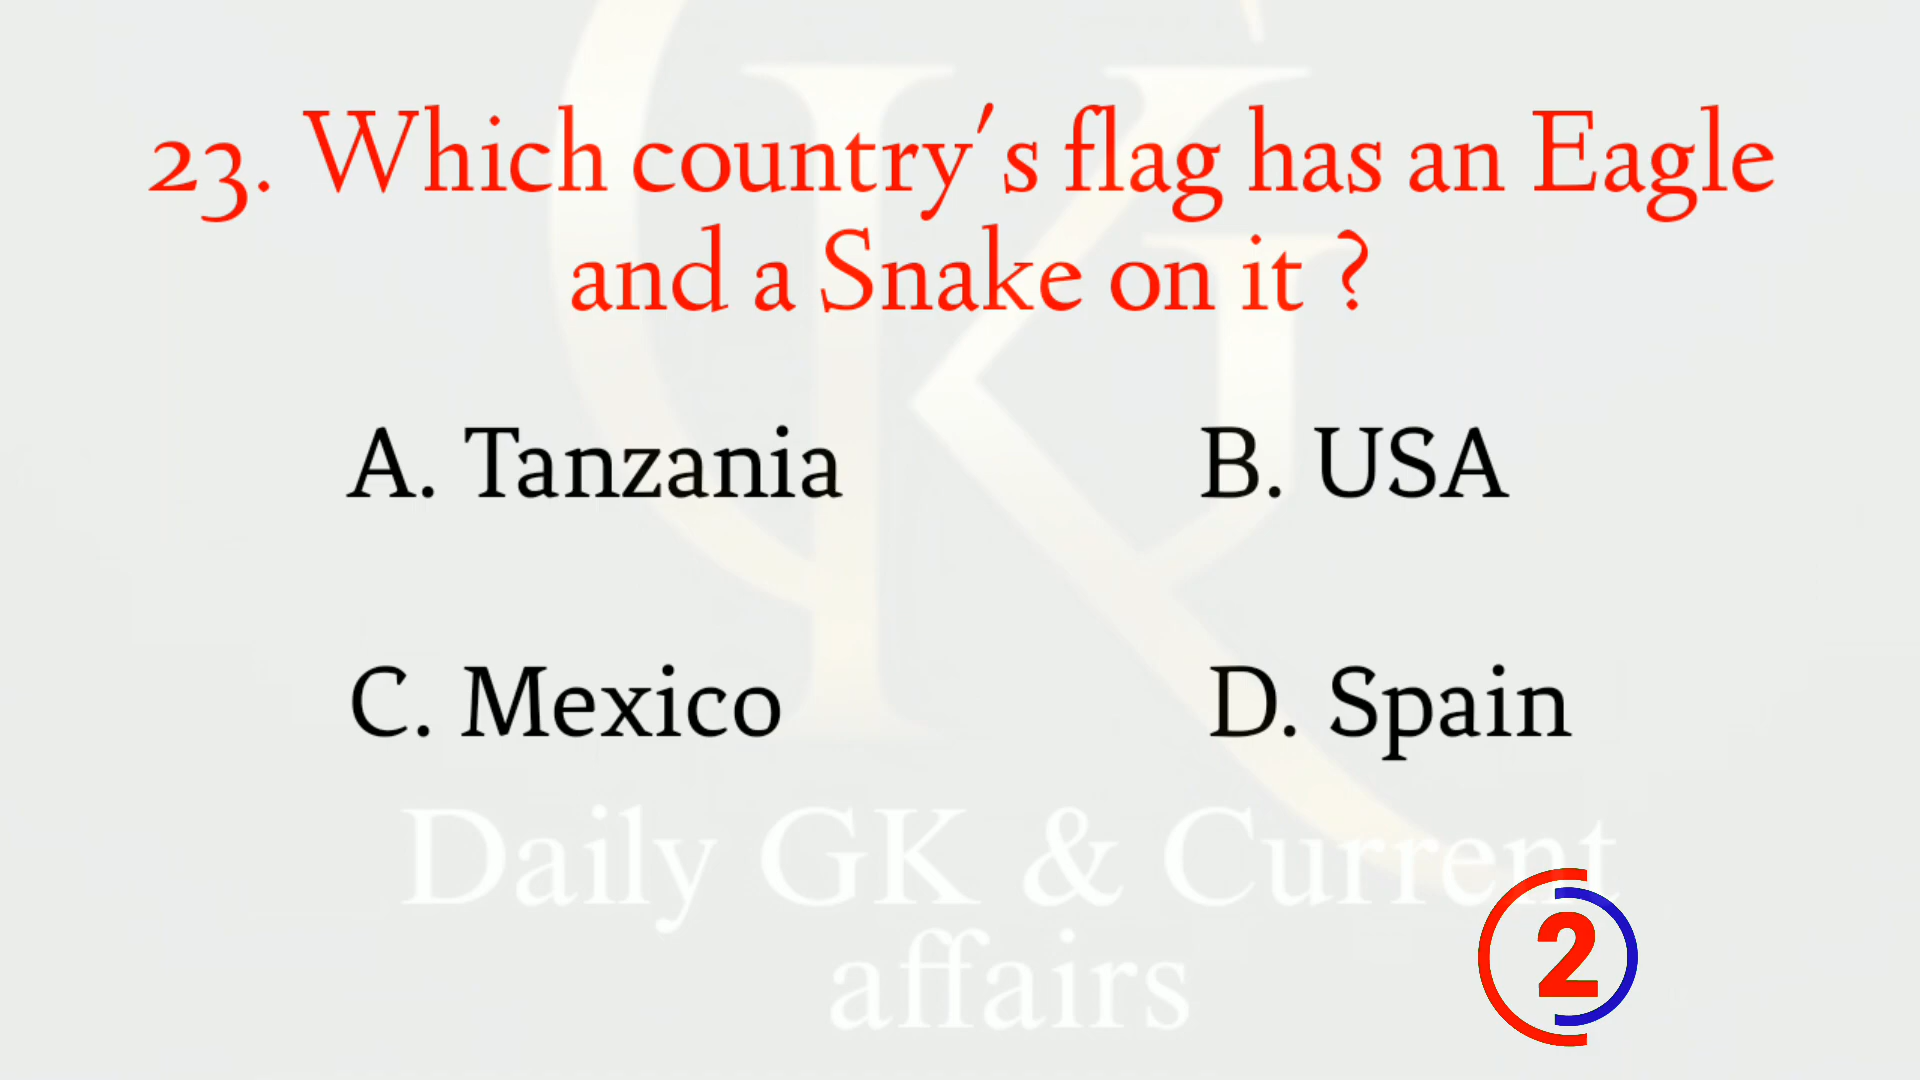 23. Which country's flag has an Eagle
and a Snake on it ?
A. Tanzania
B. USA
C. Mexico
D. Spain
Daily GK & Current
affairs
2